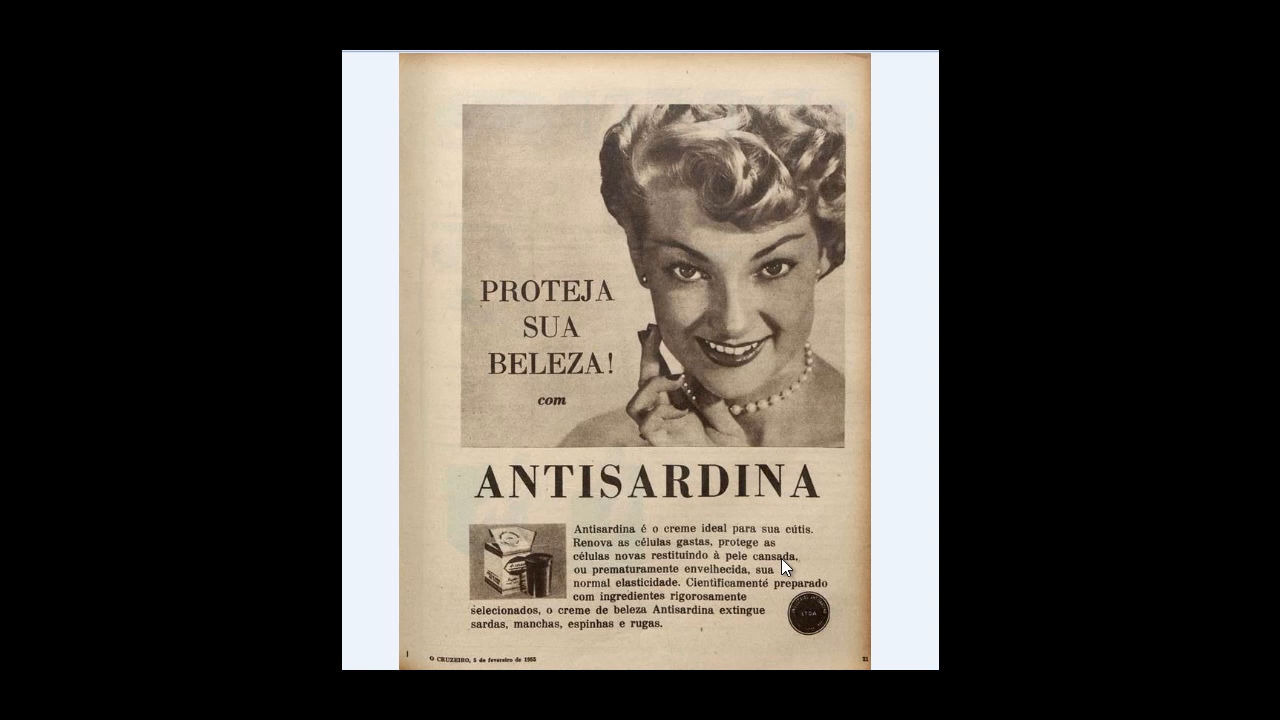 PROTEJA
SUA
BELEZA!
com
ANTISARDINA
Antisardina é o creme ideal para sua cútis.
Renova as células gastas, protege as
células novas restituindo à pele cansada,
ou prematuramente envelhecida, sua
normal elasticidade. Cientificamenté preparado
com ingredientes rigorosamente
selecionados, o creme de beleza Antisardina extingue
sardas, manchas, espinhas e rugas.
LTDA
O CRUZEIRO, 5 de fevereiro de 1955